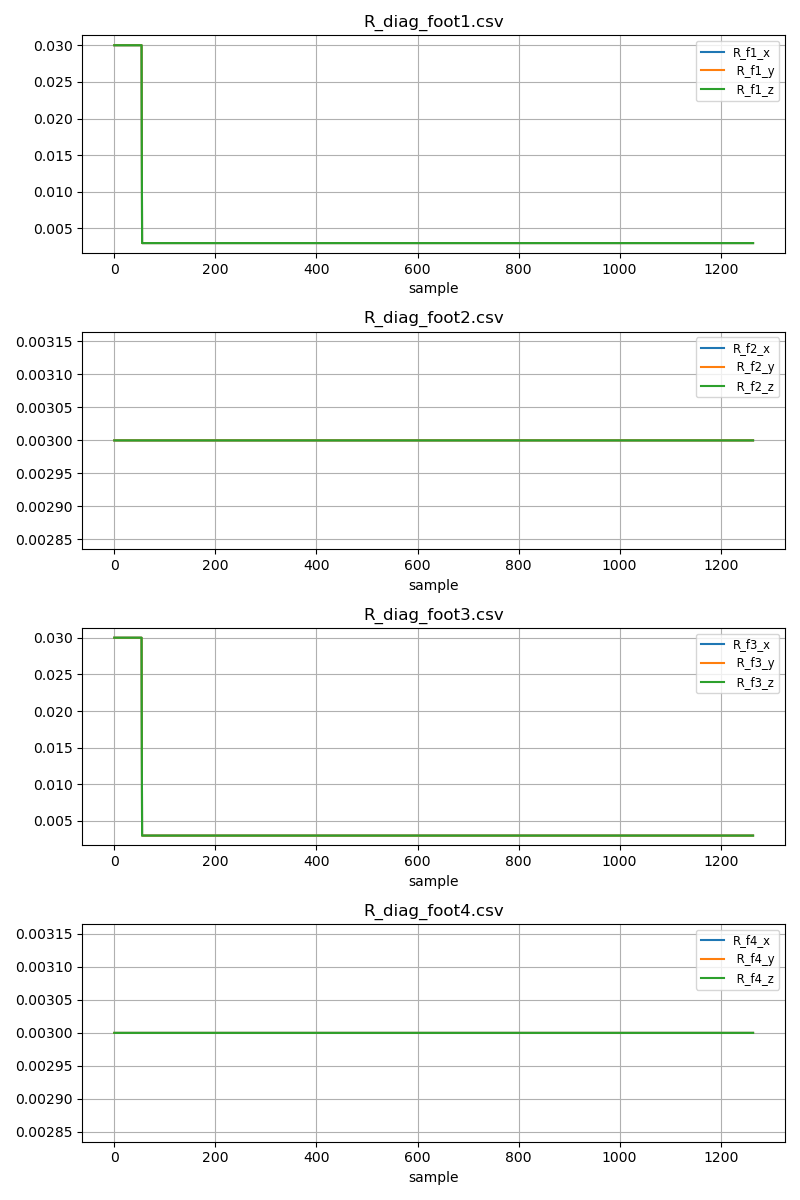 R_diag_foot1.csv
0.030
0.025
0.020
0.015
0.010
0.005
R_f1_x
R_f1_y
R_f1_z
0 200 400 600 800 1000 1200
sample
R_diag_foot2.csv
0.00315
0.00310
0.00305
0.00300
0.00295
0.00290
0.00285
R_f2_x
R_f2_y
R_f2_z
0 200 400 600 800 1000 1200
sample
R_diag_foot3.csv
0.030
0.025
0.020
0.015
0.010
0.005
R_f3_x
R_f3_y
R_f3_z
0 200 400 600 800 1000 1200
sample
R_diag_foot4.csv
0.00315
0.00310
0.00305
0.00300
0.00295
0.00290
0.00285
R_f4_x
R_f4_y
R_f4_z
0 200 400 600 800 1000 1200
sample